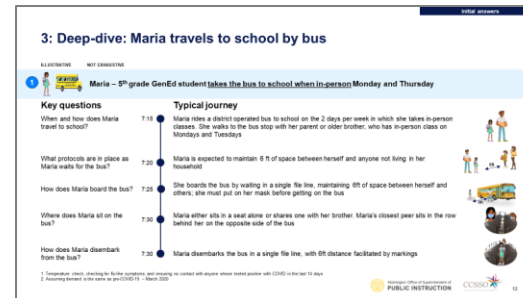 Initial answers
3: Deep-dive: Maria travels to school by bus
ILLUSTRATIVE NOT EXHAUSTIVE
1 Maria – 5th grade GenEd student takes the bus to school when in-person Monday and Thursday
Key questions Typical journey
When and how does Maria travel to school?
7:15
Maria rides a district operated bus to school on the 2 days per week in which she takes in-person
classes. She walks to the bus stop with her parent or older brother, who has in-person class on
Mondays and Tuesdays
What protocols are in place as
Maria waits for the bus?
7:20
Maria is expected to maintain 6 ft of space between herself and anyone not living in her
household
How does Maria board the bus?
7:25
She boards the bus by waiting in a single file line, maintaining 6ft of space between herself and
others; she must put on her mask before getting on the bus
Where does Maria sit on the
bus?
7:30
Maria either sits in a seat alone or shares one with her brother. Maria's closest peer sits in the row
behind her on the opposite side of the bus
How does Maria disembark
from the bus?
7:30
Maria disembarks the bus in a single file line, with 6ft distance facilitated by markings
1 Temperature check, checking for flu-like symptoms, and ensuring no contact with anyone whose tested positive with COVID in the last 14 days
2 Assuming demand is the same as pre-COVID-19 – March 2020
Washington Office of Superintendent of
PUBLIC INSTRUCTION
CCSSO